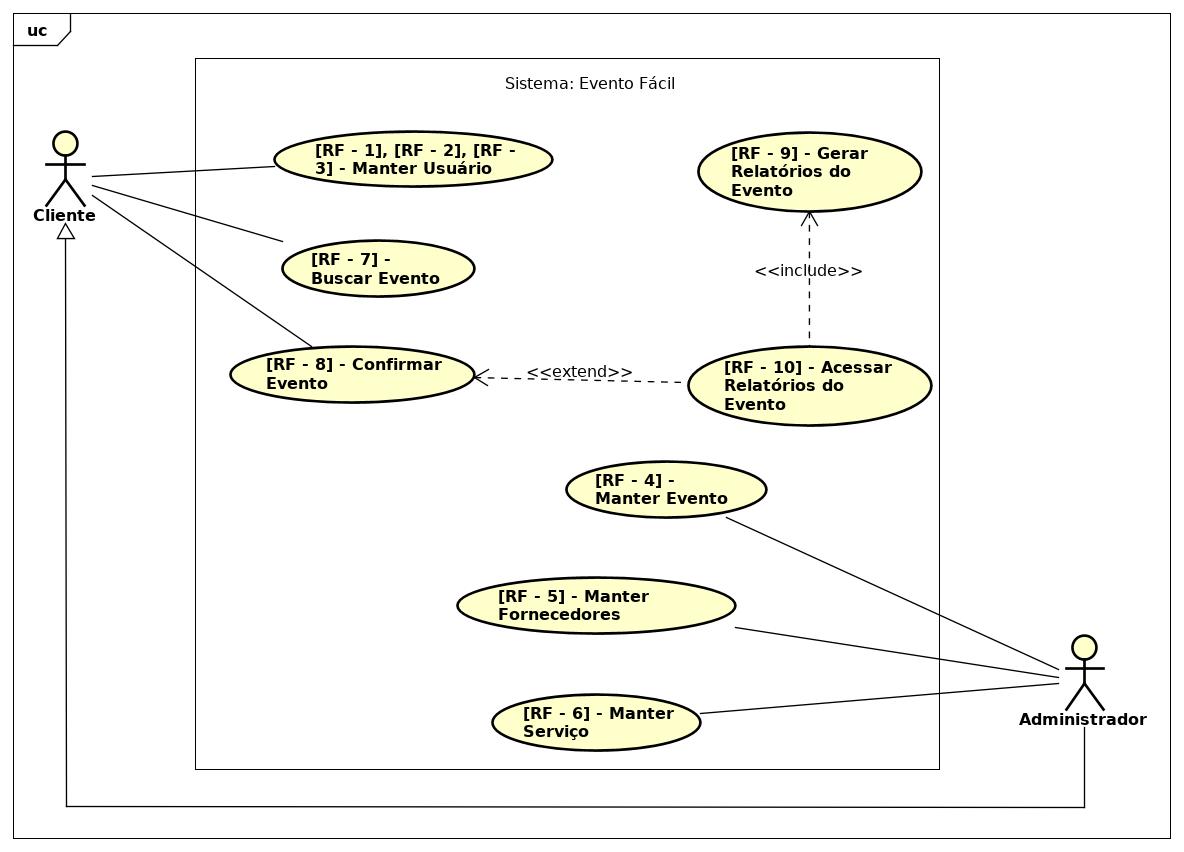 uc
Sistema: Evento Fácil
[RF - 1], [RF - 2], [RF -
3] - Manter Usuário
[RF - 9] - Gerar
Relatórios do
Evento
Cliente
[RF - 7] -
Buscar Evento
<<include>>
[RF - 8] - Confirmar
Evento
<<extend>>
[RF - 10] - Acessar
Relatórios do
Evento
[RF - 4] -
Manter Evento
[RF - 5] - Manter
Fornecedores
[RF - 6] - Manter
Serviço
Administrador